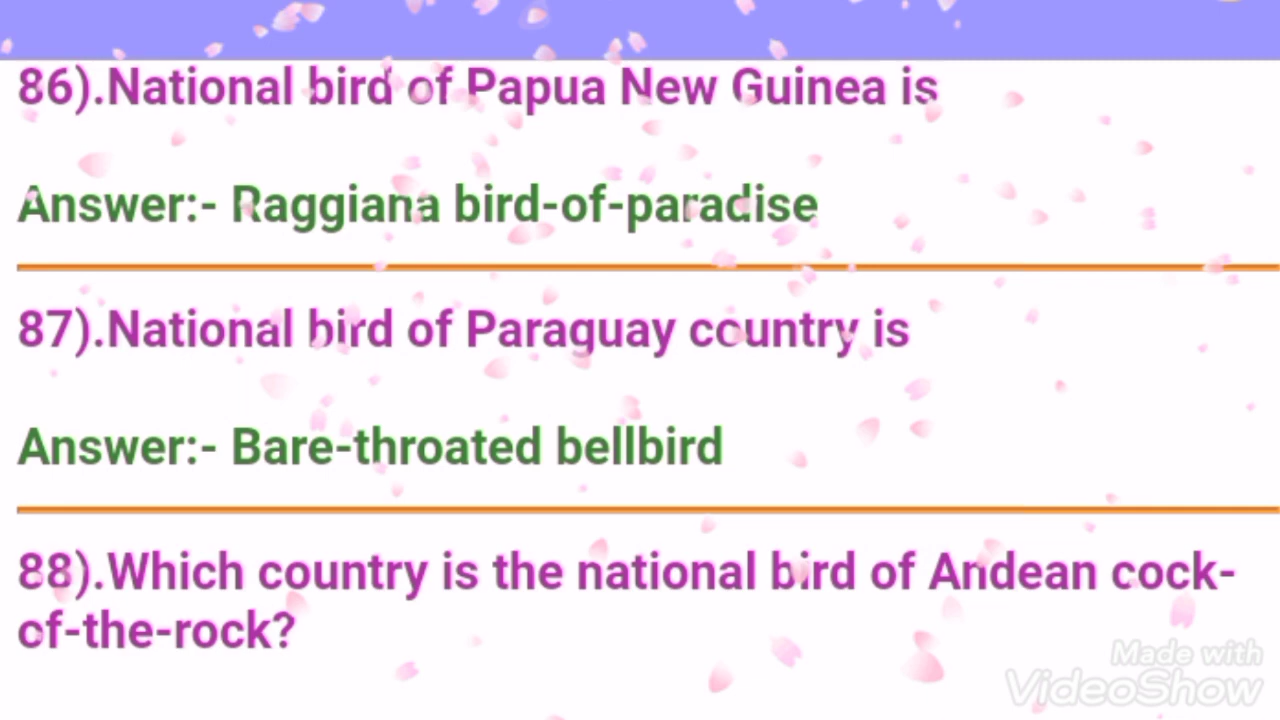 86).National bird of Papua New Guinea is
Answer:- Raggiana bird-of-paradise
87).National bird of Paraguay country is
Answer:- Bare-throated bellbird
88).Which country is the national bird of Andean cock-
of-the-rock?
Made with
VideoShow